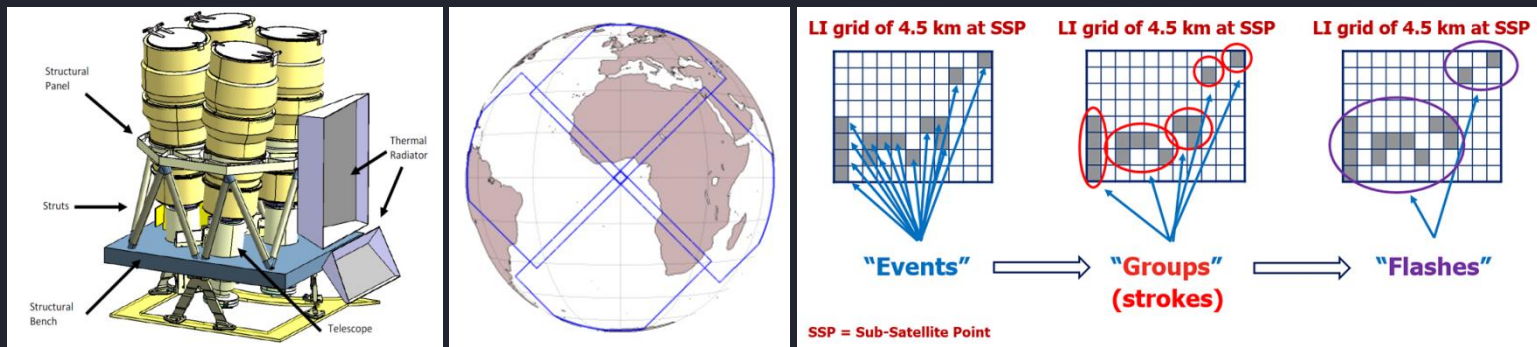 Structural
Panel
Thermal
Radiator
Struts
Structural
Bench
Telescope
LI grid of 4.5 km at SSP
LI grid of 4.5 km at SSP
LI grid of 4.5 km at SSP
"Events"
"Groups"
(strokes)
"Flashes"
SSP = Sub-Satellite Point